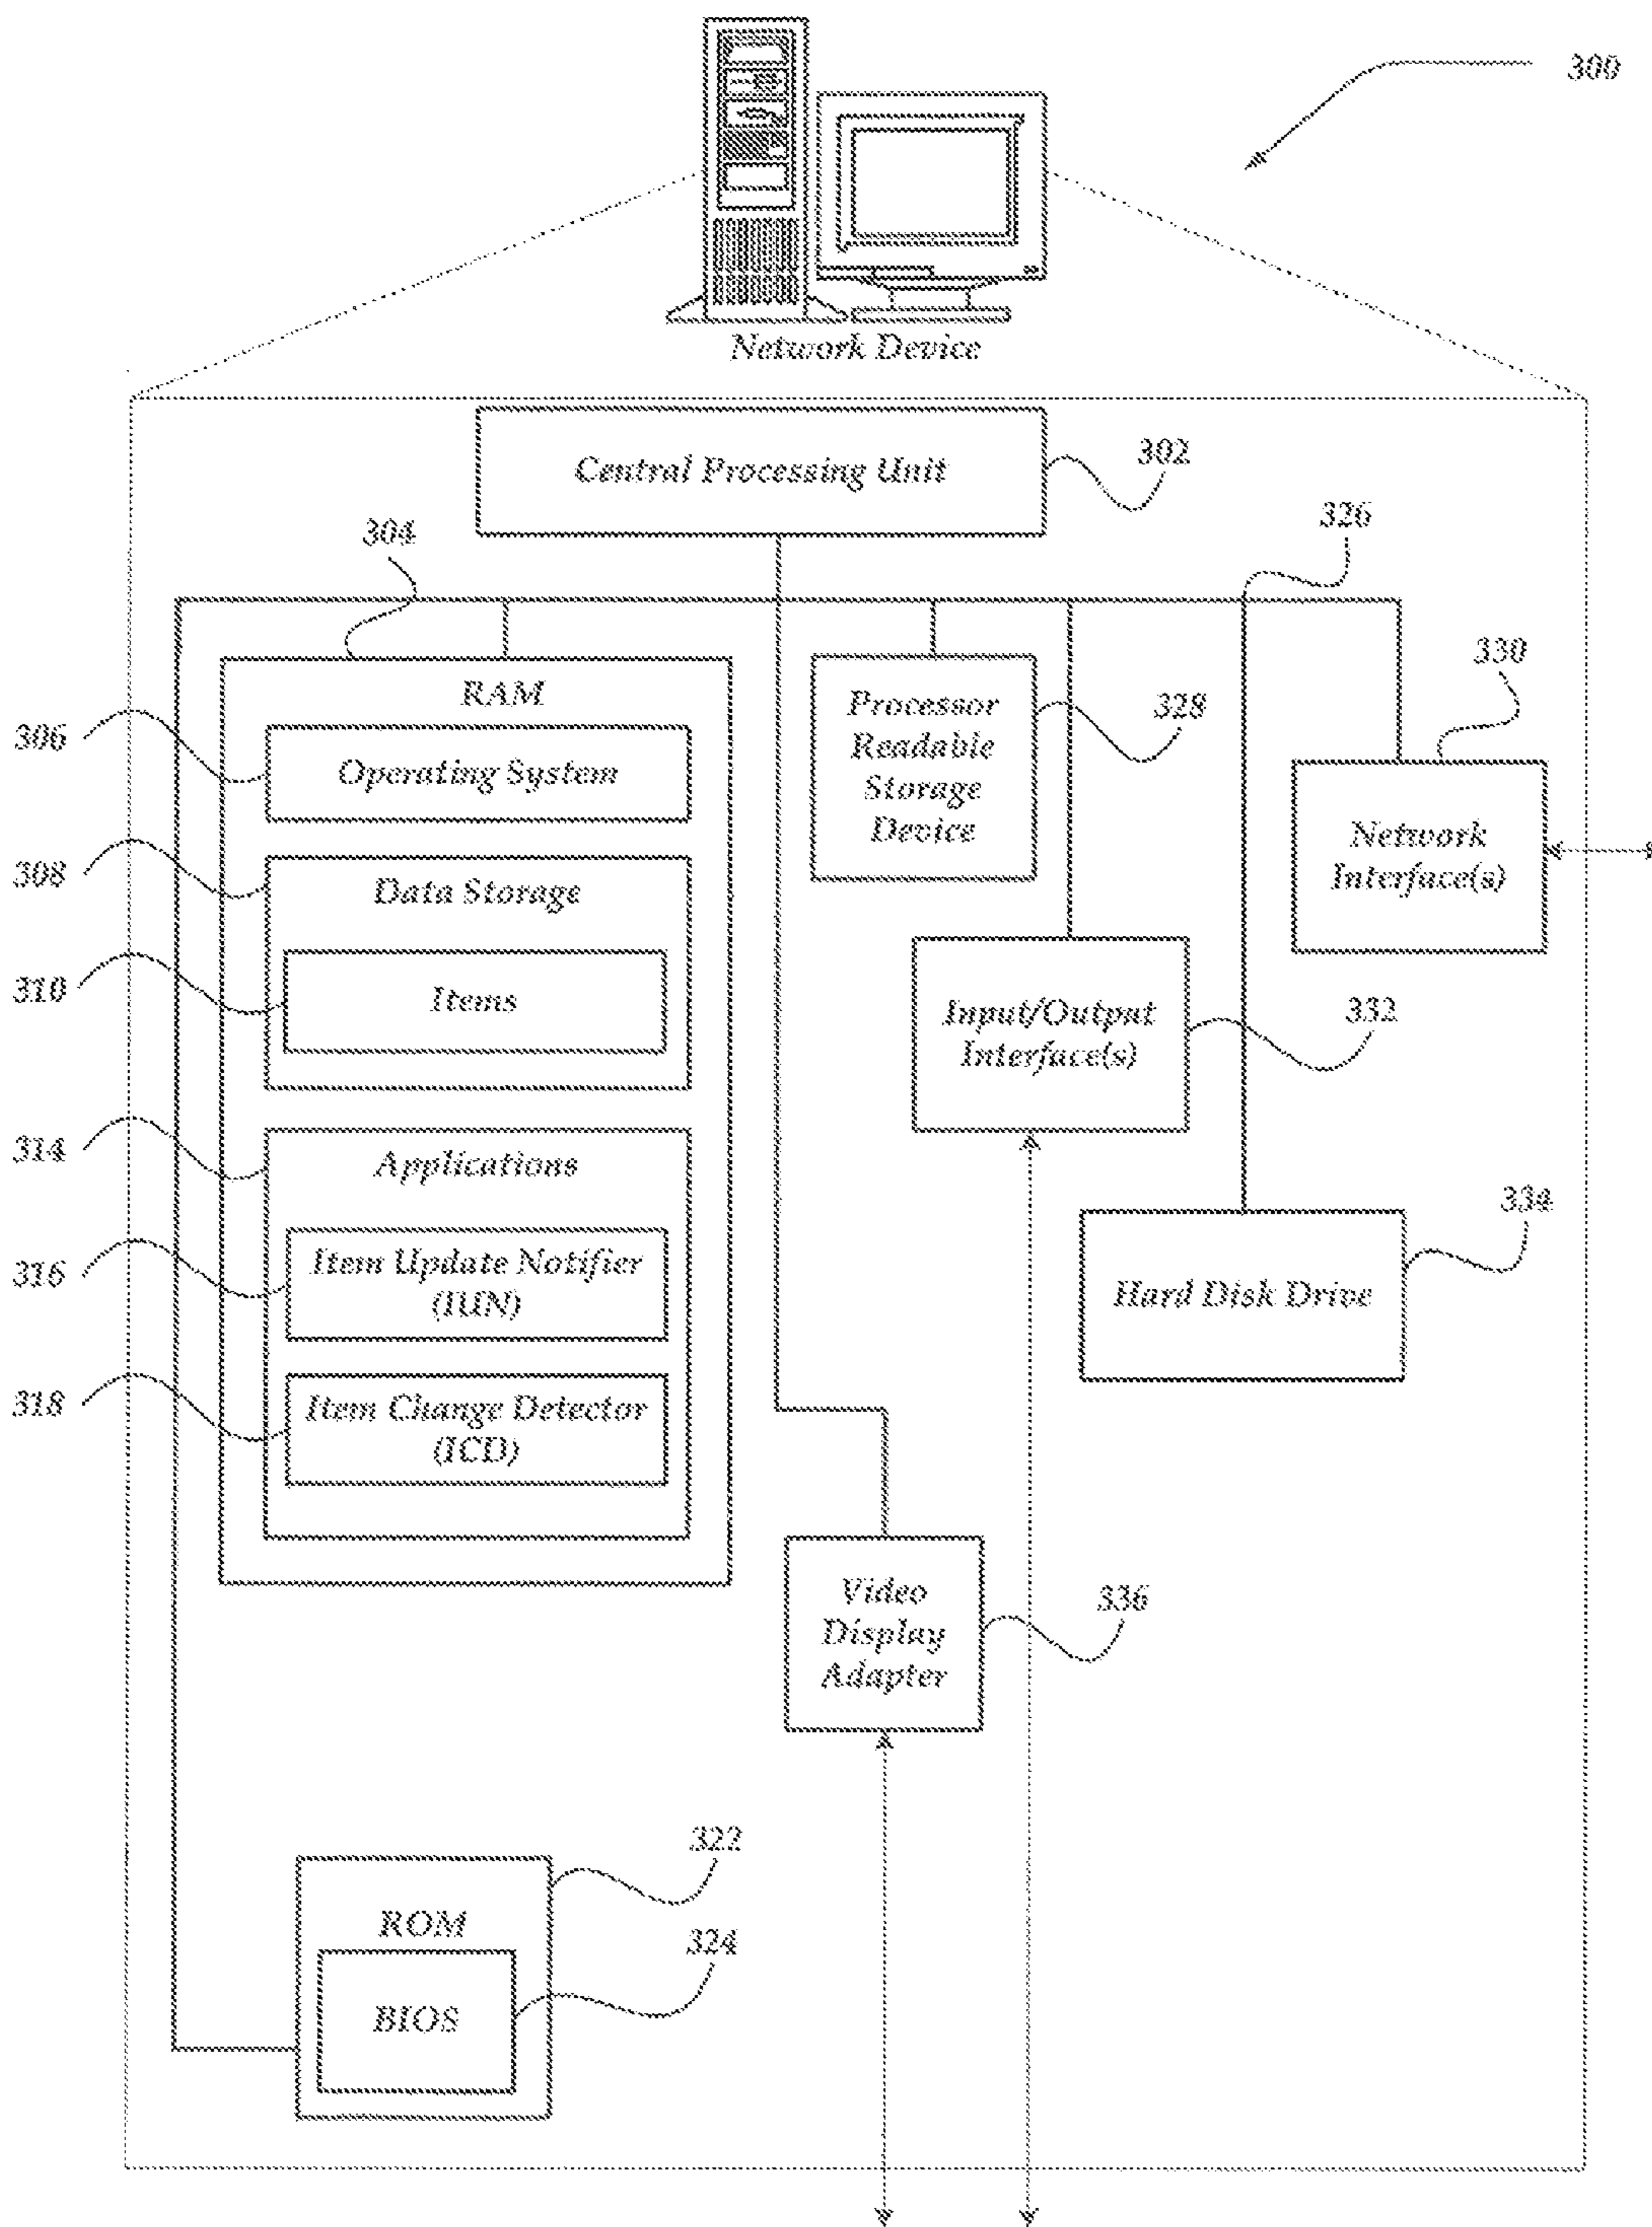 300
Network Device
Central Processing Unit
302
304
326
RAM
330
306
Operating System
Processor
Readable
Storage
Device
328
Network
Interface(s)
308
Data Storage
310
Items
Input/Output
Interface(s)
332
314
Applications
334
316
Item Update Notifier
(IUN)
Hard Disk Drive
318
Item Change Detector
(ICD)
Video
Display
Adapter
336
322
ROM
324
BIOS